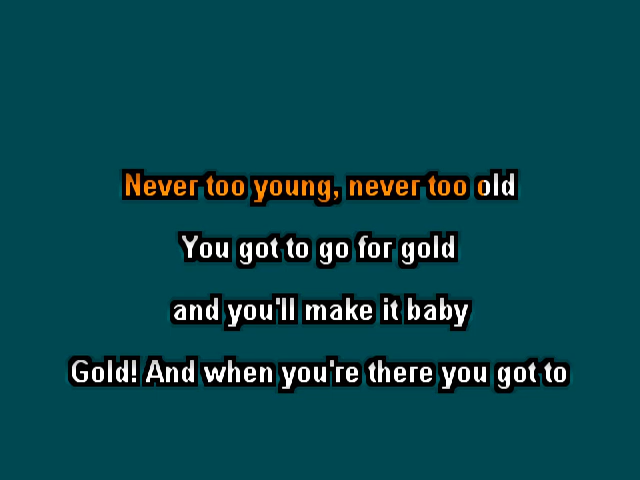 Never too young, never too old
You got to go for gold
and you'll make it baby
Gold! And when you're there you got to